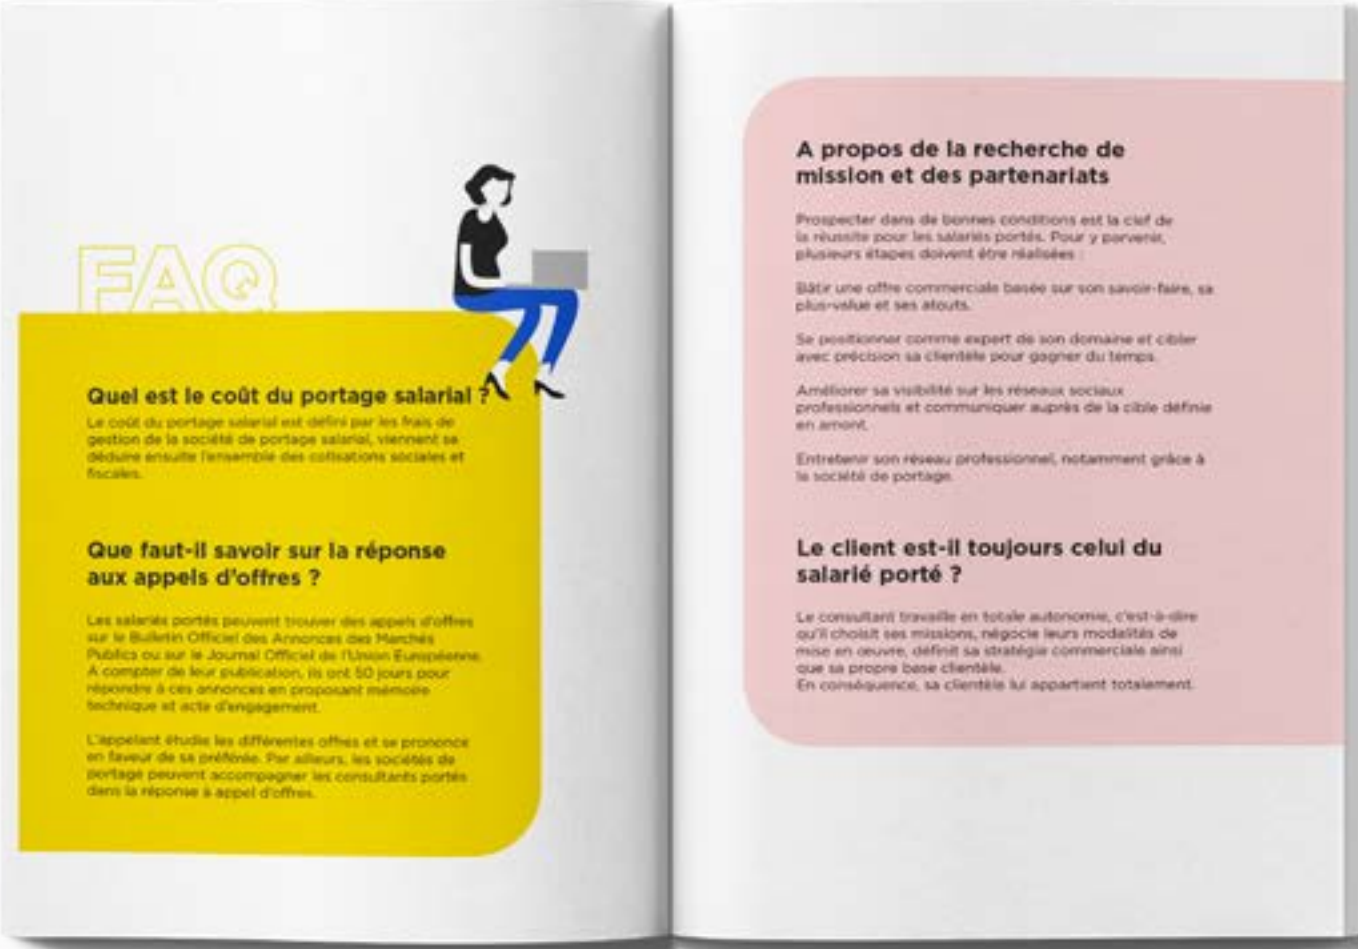 FAQ
Quel est le coût du portage salarial ?
Le coût du portage salarial est défini par les frais de
gestion de la société de portage salarial, viennent se
déduire ensuite l'ensemble des cotisations sociales et
fiscales.
Que faut-il savoir sur la réponse
aux appels d'offres ?
Les salariés portés peuvent trouver des appels d'offres
sur le Bulletin Officiel des Annonces des Marchés
Publics ou sur le Journal Officiel de l'Union Européenne.
A compter de leur publication, ils ont 50 jours pour
répondre à ces annonces en proposant mémoire
technique et acte d'engagement.
L'appelant étudie les différentes offres et se prononce
en faveur de sa préférée. Par ailleurs, les sociétés de
portage peuvent accompagner les consultants portés
dans la réponse à appel d'offres.
A propos de la recherche de
mission et des partenariats
Prospecter dans de bonnes conditions est la clef de
la réussite pour les salariés portés. Pour y parvenir,
plusieurs étapes doivent être réalisées :
Bâtir une offre commerciale basée sur son savoir-faire, sa
plus-value et ses atouts.
Se positionner comme expert de son domaine et cibler
avec précision sa clientèle pour gagner du temps.
Améliorer sa visibilité sur les réseaux sociaux
professionnels et communiquer auprès de la cible définie
en amont.
Entretenir son réseau professionnel, notamment grâce à
la société de portage.
Le client est-il toujours celui du
salarié porté ?
Le consultant travaille en totale autonomie, c'est-à-dire
qu'il choisit ses missions, négocie leurs modalités de
mise en œuvre, définit sa stratégie commerciale ainsi
que sa propre base clientèle.
En conséquence, sa clientèle lui appartient totalement.